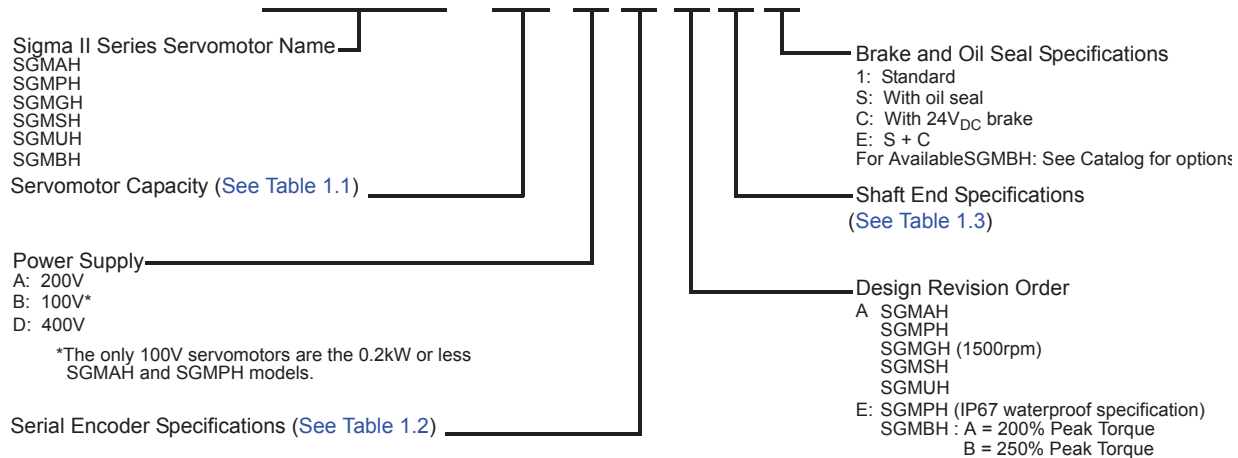 Sigma II Series Servomotor Name
SGMAH
SGMPH
SGMGH
SGMSH
SGMUH
SGMBH
Servomotor Capacity (See Table 1.1)
Power Supply
A: 200V
B: 100V*
D: 400V
*The only 100V servomotors are the 0.2kW or less
SGMAH and SGMPH models.
Serial Encoder Specifications (See Table 1.2)
Brake and Oil Seal Specifications
1: Standard
S: With oil seal
C: With 24VDC brake
E: S + C
For AvailableSGMBH: See Catalog for options
Shaft End Specifications
(See Table 1.3)
Design Revision Order
A SGMAH
SGMPH
SGMGH (1500rpm)
SGMSH
SGMUH
E: SGMPH (IP67 waterproof specification)
SGMBH : A = 200% Peak Torque
B = 250% Peak Torque